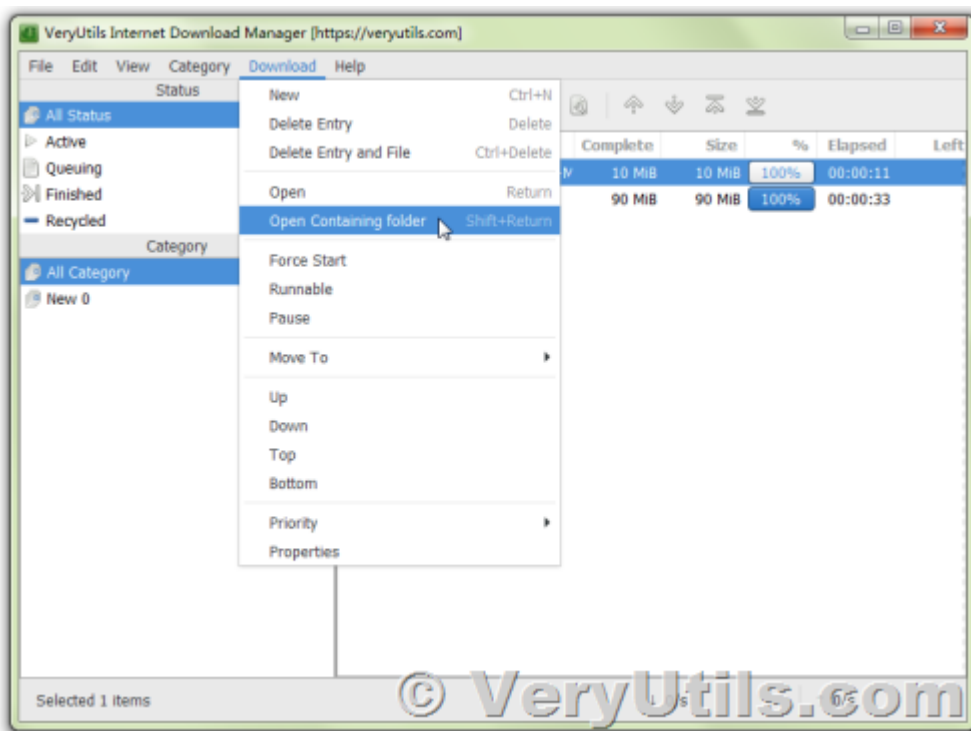 VeryUtils Internet Download Manager [https://veryutils.com]
File Edit View Category Download Help
Status
All Status
Active
Queuing
Finished
Recycled
Category
All Category
New 0
New Ctrl+N
Delete Entry Delete
Delete Entry and File Ctrl+Delete
Open Return
Open Containing folder Shift+Return
Force Start
Runnable
Pause
Move To
Up
Down
Top
Bottom
Priority
Properties
Complete Size % Elapsed Left
10 MiB 10 MiB 100% 00:00:11
90 MiB 90 MiB 100% 00:00:33
Selected 1 items
© VeryUtils.com